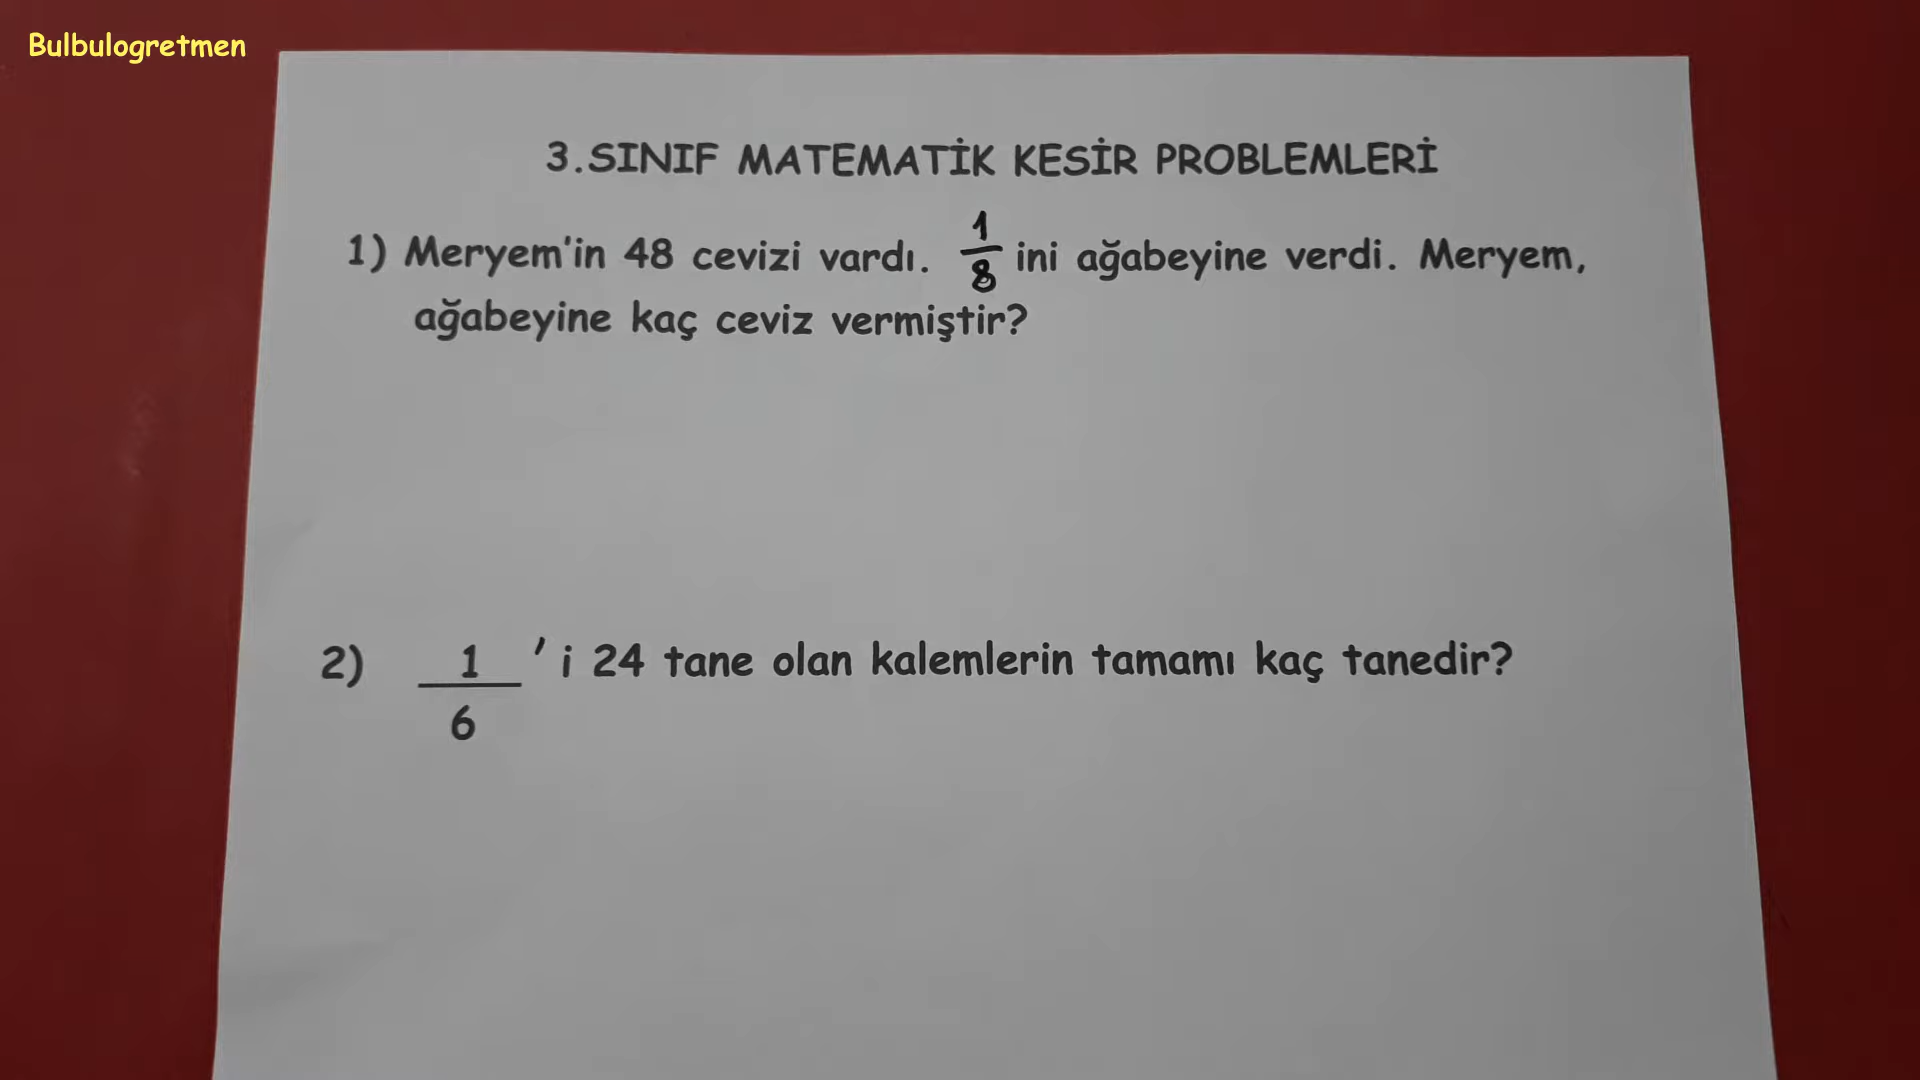 Bulbulogretmen
3.SINIF MATEMATİK KESİR PROBLEMLERİ
1) Meryem'in 48 cevizi vardı. 1/8 ini ağabeyine verdi. Meryem,
ağabeyine kaç ceviz vermiştir?
2) 1/6 ' i 24 tane olan kalemlerin tamamı kaç tanedir?